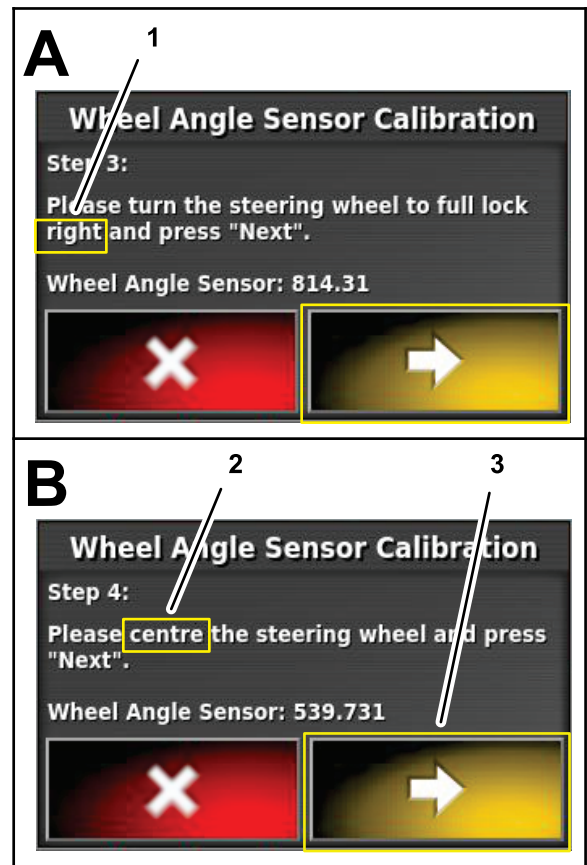 A
1
Wheel Angle Sensor Calibration
Step 3:
Please turn the steering wheel to full lock
right and press "Next".
Wheel Angle Sensor: 814.31
B
2
3
Wheel Angle Sensor Calibration
Step 4:
Please centre the steering wheel and press
"Next".
Wheel Angle Sensor: 539.731